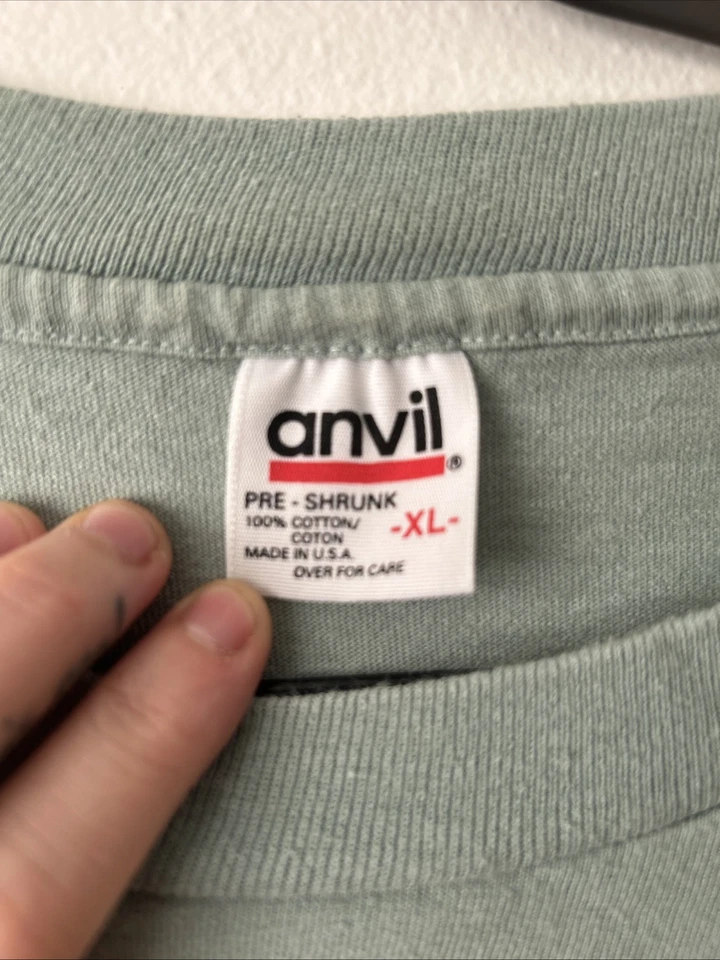 anvil®
PRE - SHRUNK
100% COTTON/
COTON
-XL-
MADE IN U.S.A.
OVER FOR CARE